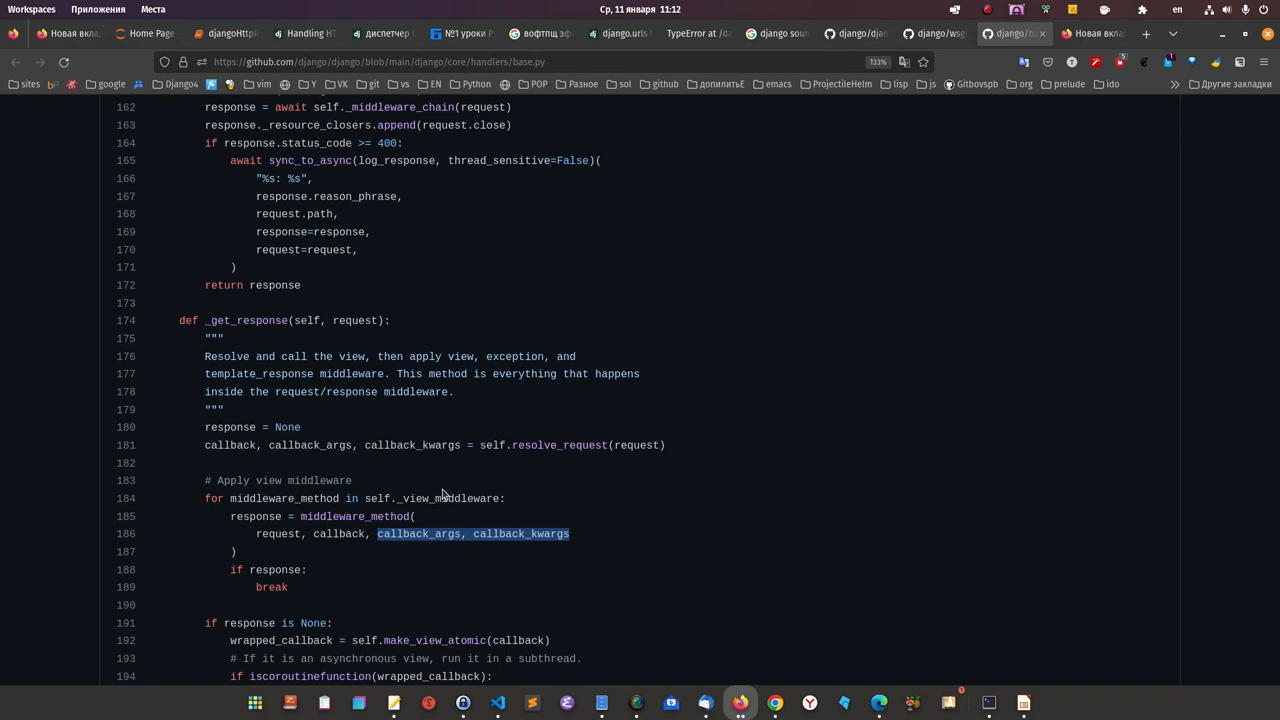 Workspaces Приложения Места Ср, 11 января 11:12 en
Новая вкл Home Page djangoHttpR Handling HT диспетчер U №1 уроки P вофтпщ зоф django.urls f TypeError at /da django sour django/djan django/wsg django/ba Новая вкла
https://github.com/django/django/blob/main/django/core/handlers/base.py 133%
sites google Django4 vim Y VK git vs EN Python POP Разное sol github допилитьЕ emacs ProjectileHelm lisp js Gitbovspb org prelude ido Другие закладки
162 response = await self._middleware_chain(request)
163 response._resource_closers.append(request.close)
164 if response.status_code >= 400:
165 await sync_to_async(log_response, thread_sensitive=False)(
166 "%s: %s",
167 response.reason_phrase,
168 request.path,
169 response=response,
170 request=request,
171 )
172 return response
173
174 def _get_response(self, request):
175 """
176 Resolve and call the view, then apply view, exception, and
177 template_response middleware. This method is everything that happens
178 inside the request/response middleware.
179 """
180 response = None
181 callback, callback_args, callback_kwargs = self.resolve_request(request)
182
183 # Apply view middleware
184 for middleware_method in self._view_middleware:
185 response = middleware_method(
186 request, callback, callback_args, callback_kwargs
187 )
188 if response:
189 break
190
191 if response is None:
192 wrapped_callback = self.make_view_atomic(callback)
193 # If it is an asynchronous view, run it in a subthread.
194 if iscoroutinefunction(wrapped_callback):